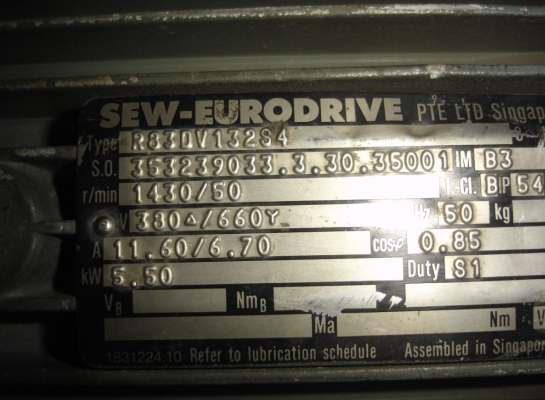 SEW-EURODRIVE PTE LTD Singap
Type R83DV132S4 3~
S.O. 353239033.3.30.35001 IM B3
r/min 1430/50 I.-Cl. B IP 54
V 380△/660Y Hz 50 kg
A 11.60/6.70 cosφ 0.85
kW 5.50 Duty S1
VB NmB
Ma Nm V
1831224.10 Refer to lubrication schedule Assembled in Singapo